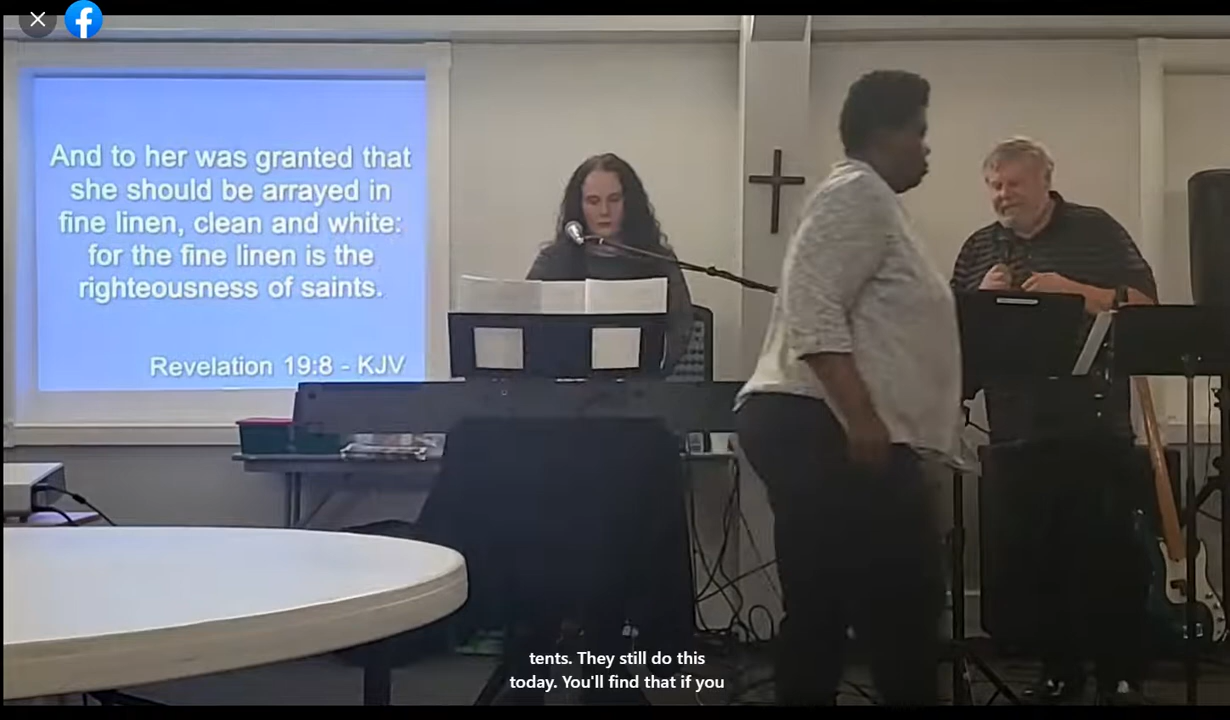 And to her was granted that
she should be arrayed in
fine linen, clean and white:
for the fine linen is the
righteousness of saints.
Revelation 19:8 - KJV
tents. They still do this
today. You'll find that if you